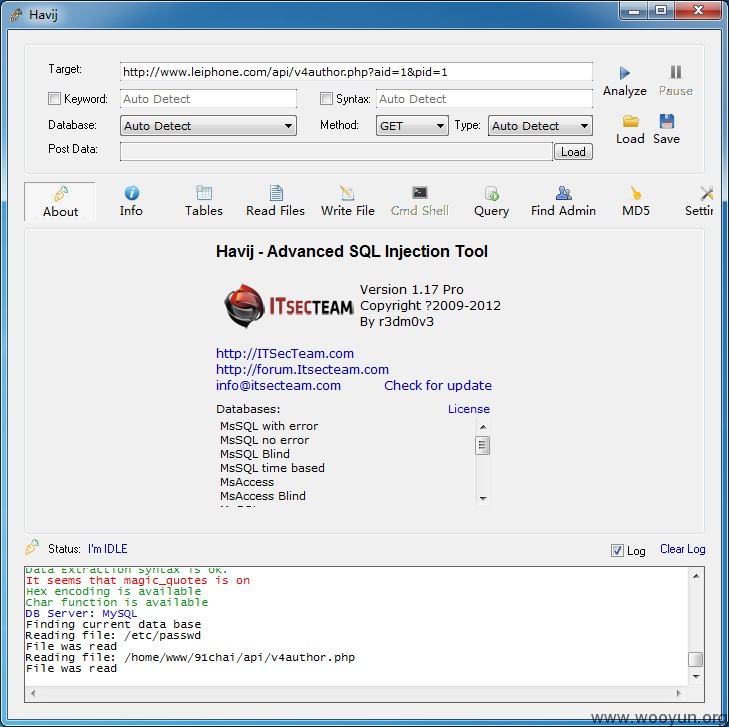 Havij
Target: http://www.leiphone.com/api/v4author.php?aid=1&pid=1
Analyze Pause
Keyword: Auto Detect Syntax: Auto Detect
Database: Auto Detect Method: GET Type: Auto Detect
Load Save
Post Data: Load
About Info Tables Read Files Write File Cmd Shell Query Find Admin MD5 Settin
Havij - Advanced SQL Injection Tool
ITSECTEAM
Version 1.17 Pro
Copyright ?2009-2012
By r3dm0v3
http://ITSecTeam.com
http://forum.Itsecteam.com
info@itsecteam.com Check for update
Databases: License
MsSQL with error
MsSQL no error
MsSQL Blind
MsSQL time based
MsAccess
MsAccess Blind
Status: I'm IDLE Log Clear Log
Data Extraction syntax is ok.
It seems that magic_quotes is on
Hex encoding is available
Char function is available
DB Server: MySQL
Finding current data base
Reading file: /etc/passwd
File was read
Reading file: /home/www/91chai/api/v4author.php
File was read
www.wooyun.org